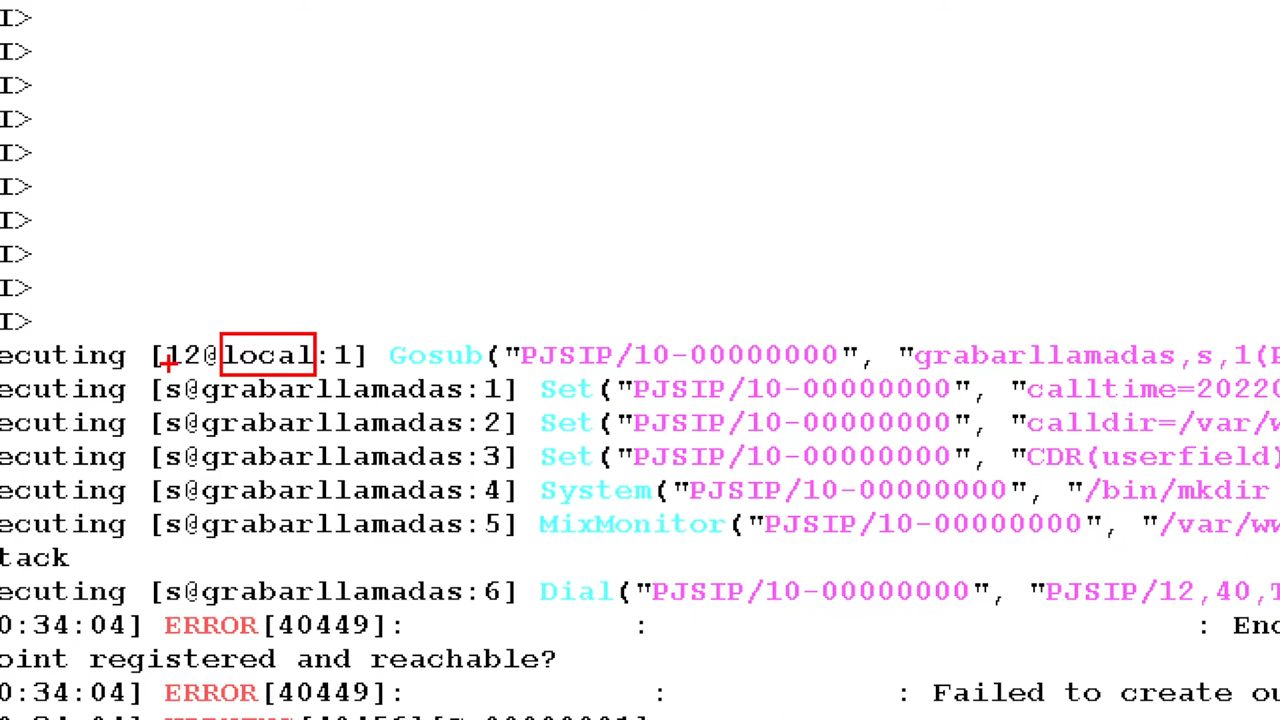 I>
I>
I>
I>
I>
I>
I>
I>
I>
I>
ecuting [12@local:1] Gosub("PJSIP/10-00000000", "grabarllamadas,s,1(
ecuting [s@grabarllamadas:1] Set("PJSIP/10-00000000", "calltime=2022
ecuting [s@grabarllamadas:2] Set("PJSIP/10-00000000", "calldir=/var/
ecuting [s@grabarllamadas:3] Set("PJSIP/10-00000000", "CDR(userfield)
ecuting [s@grabarllamadas:4] System("PJSIP/10-00000000", "/bin/mkdir
ecuting [s@grabarllamadas:5] MixMonitor("PJSIP/10-00000000", "/var/w
tack
ecuting [s@grabarllamadas:6] Dial("PJSIP/10-00000000", "PJSIP/12,40,
0:34:04] ERROR[40449]: : : En
oint registered and reachable?
0:34:04] ERROR[40449]: : : Failed to create o